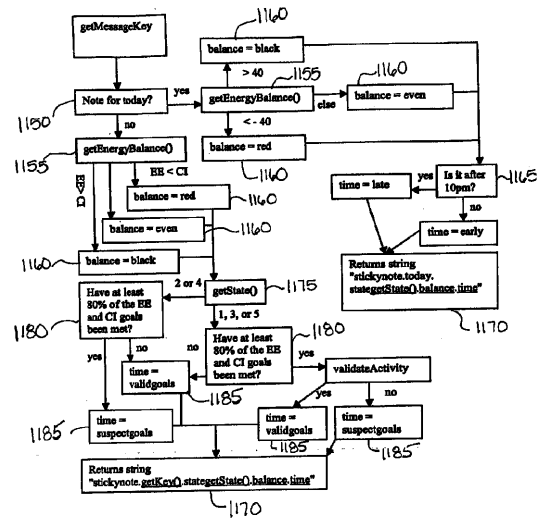 getMessageKey
1160
balance = black
> 40
1155
1160
Note for today?
yes
getEnergyBalance()
else
balance = even
1150
no
< - 40
1155
getEnergyBalance()
balance = red
1160
EE > CI
EE < CI
balance = red
1160
balance = even
1160
1160
balance = black
time = late
yes
Is it after
10pm?
1165
no
time = early
Returns string
"stickynote.today.
stategetState().balance.time"
1170
2 or 4
getState()
1175
Have at least
80% of the EE
and CI goals
been met?
1180
1, 3, or 5
Have at least
80% of the EE
and CI goals
been met?
1180
yes
no
no
yes
validateActivity
time =
validgoals
1185
yes
no
1185
time =
suspectgoals
time =
validgoals
1185
time =
suspectgoals
1185
Returns string
"stickynote.getKey().stategetState().balance.time"
1170